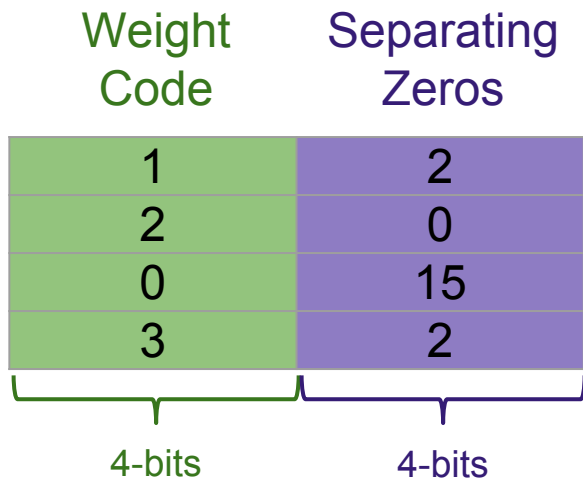 Weight Separating
Code Zeros
1 2
2 0
0 15
3 2
4-bits 4-bits